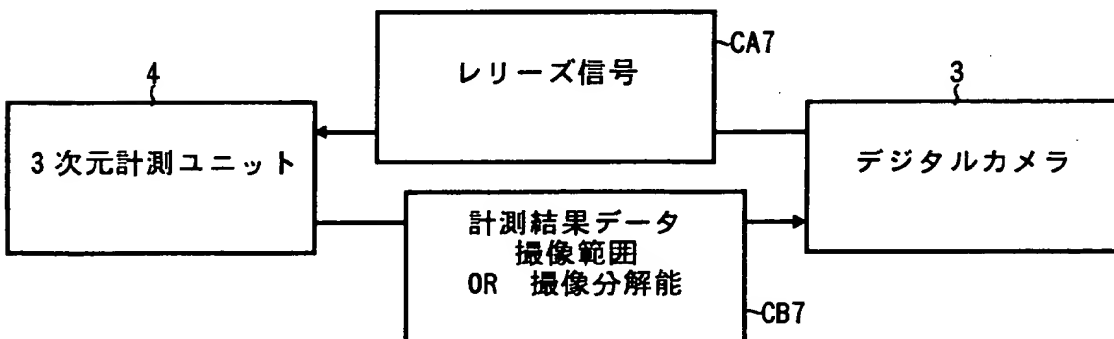 CA7
レリーズ信号
4
3
3次元計測ユニット
デジタルカメラ
計測結果データ
撮像範囲
OR 撮像分解能
CB7